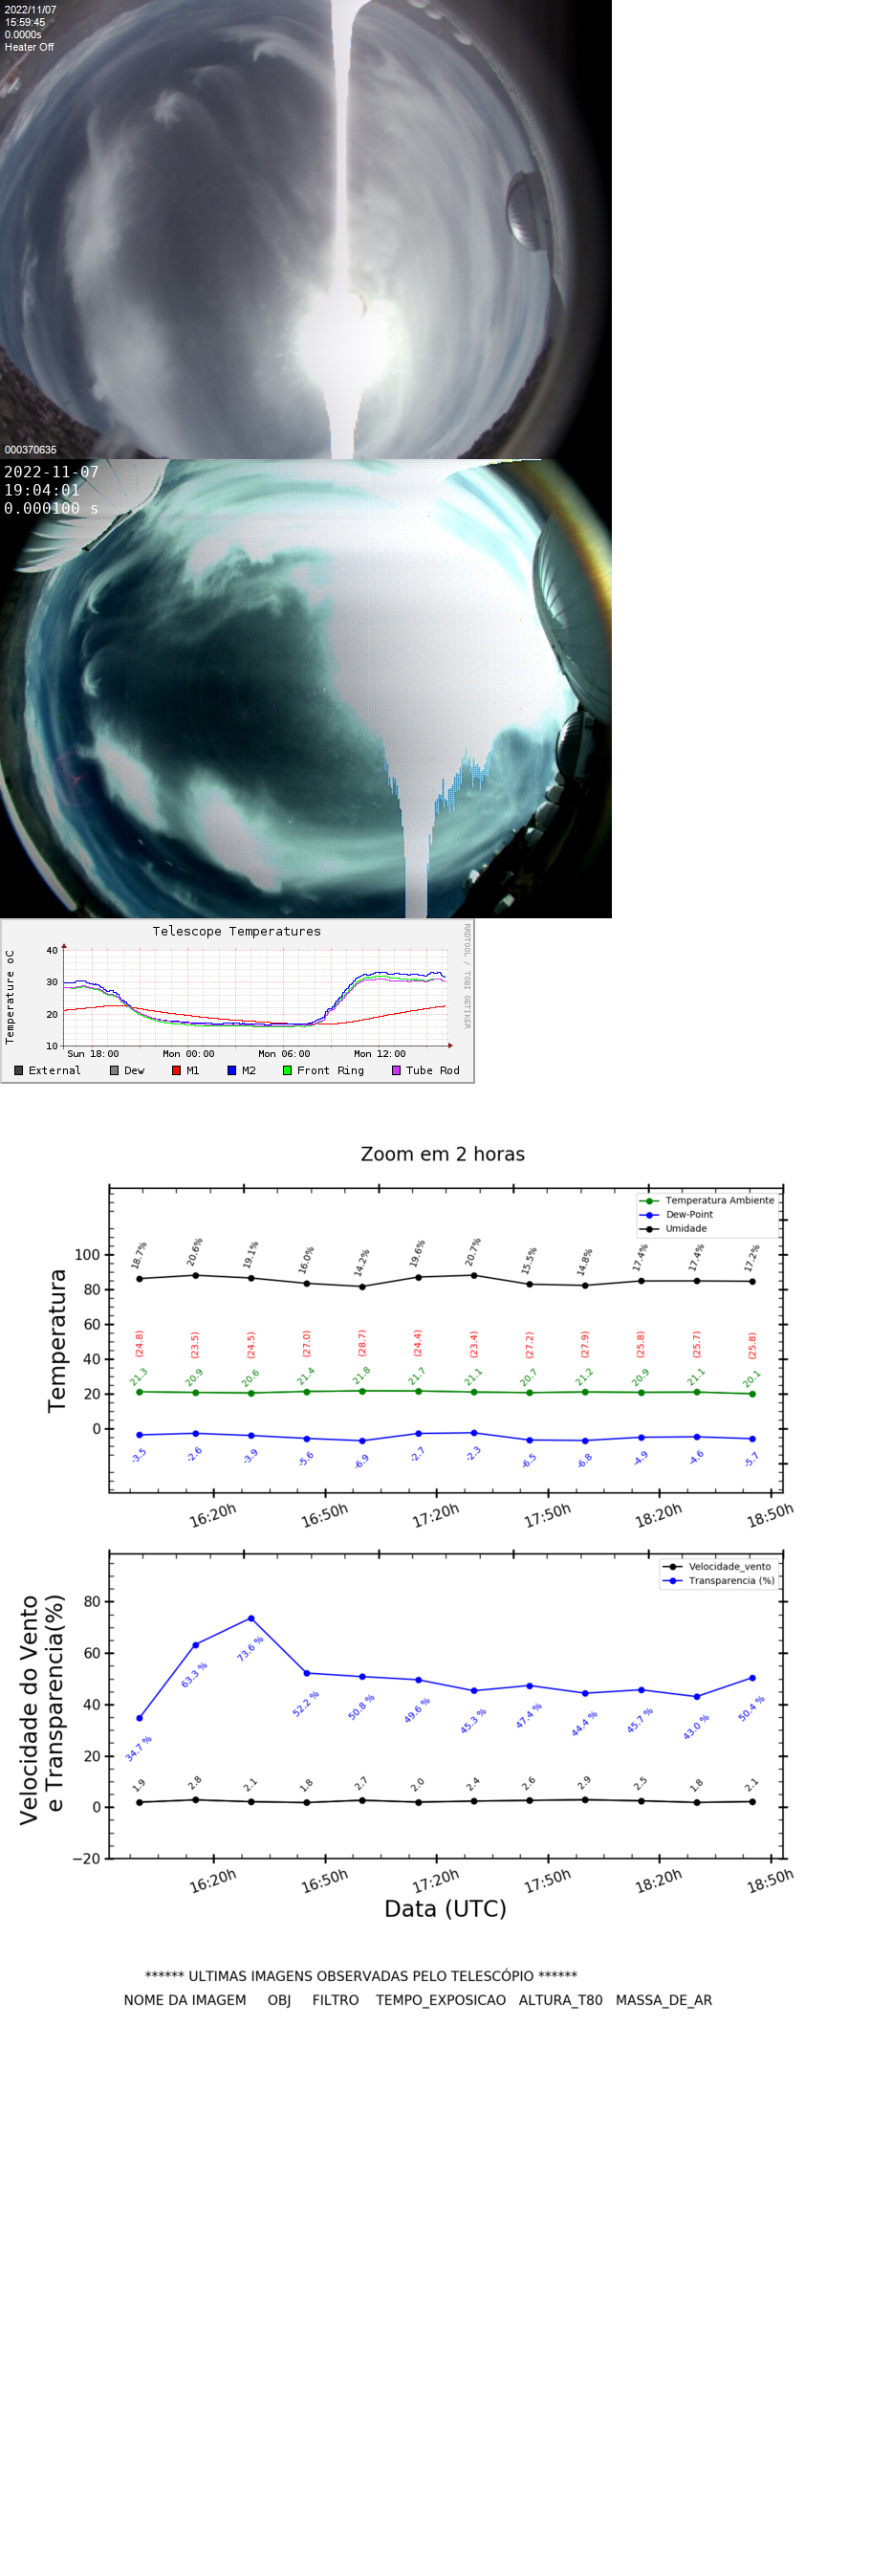 2022/11/07
15:59:45
0.0000s
Heater Off
000370635
2022-11-07
19:04:01
0.000100 s
Telescope Temperatures
RRDTOOL / TOBI OETIKER
Temperature oC
40
30
20
10
Sun 18:00 Mon 00:00 Mon 06:00 Mon 12:00
External Dew M1 M2 Front Ring Tube Rod
Zoom em 2 horas
Temperatura Ambiente
Dew-Point
Umidade
Temperatura
100
80
60
40
20
0
18.7% 20.6% 19.1% 16.0% 14.2% 19.6% 20.7% 15.5% 14.8% 17.4% 17.4% 17.2%
(24.8) (23.5) (24.5) (27.0) (28.7) (24.4) (23.4) (27.2) (27.9) (25.8) (25.7) (25.8)
21.3 20.9 20.6 21.4 21.8 21.7 21.1 20.7 21.2 20.9 21.1 20.1
-3.5 -2.6 -3.9 -5.6 -6.9 -2.7 -2.3 -6.5 -6.8 -4.9 -4.6 -5.7
16:20h 16:50h 17:20h 17:50h 18:20h 18:50h
Velocidade_vento
Transparencia (%)
Velocidade do Vento
e Transparencia(%)
80
60
40
20
0
−20
34.7 % 63.3 % 73.6 % 52.2 % 50.8 % 49.6 % 45.3 % 47.4 % 44.4 % 45.7 % 43.0 % 50.4 %
1.9 2.8 2.1 1.8 2.7 2.0 2.4 2.6 2.9 2.5 1.8 2.1
16:20h 16:50h 17:20h 17:50h 18:20h 18:50h
Data (UTC)
****** ULTIMAS IMAGENS OBSERVADAS PELO TELESCÓPIO ******
NOME DA IMAGEM OBJ FILTRO TEMPO_EXPOSICAO ALTURA_T80 MASSA_DE_AR